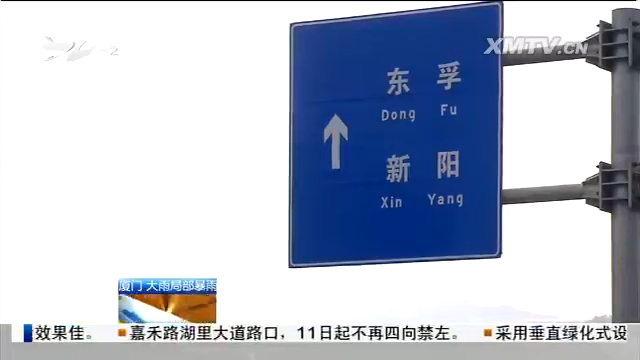 XMTV.CN
东 孚
Dong Fu
新 阳
Xin Yang
厦门 大雨局部暴雨
效果佳。 ■嘉禾路湖里大道路口，11日起不再四向禁左。 ■采用垂直绿化式设